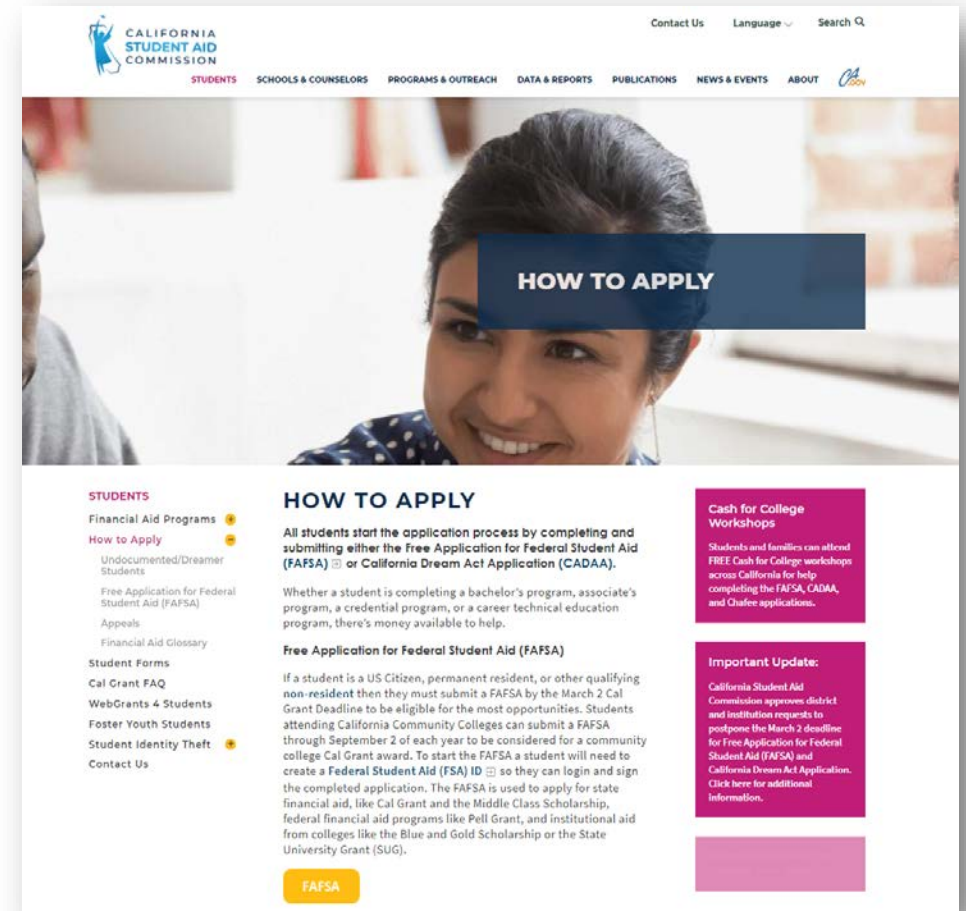 CALIFORNIA
STUDENT AID
COMMISSION
Contact Us Language Search
STUDENTS SCHOOLS & COUNSELORS PROGRAMS & OUTREACH DATA & REPORTS PUBLICATIONS NEWS & EVENTS ABOUT CA.GOV
HOW TO APPLY
STUDENTS
Financial Aid Programs
How to Apply
Undocumented/Dreamer
Students
Free Application for Federal
Student Aid (FAFSA)
Appeals
Financial Aid Glossary
Student Forms
Cal Grant FAQ
WebGrants 4 Students
Foster Youth Students
Student Identity Theft
Contact Us
HOW TO APPLY
All students start the application process by completing and
submitting either the Free Application for Federal Student Aid
(FAFSA) or California Dream Act Application (CADAA).
Whether a student is completing a bachelor's program, associate's
program, a credential program, or a career technical education
program, there's money available to help.
Free Application for Federal Student Aid (FAFSA)
If a student is a US Citizen, permanent resident, or other qualifying
non-resident then they must submit a FAFSA by the March 2 Cal
Grant Deadline to be eligible for the most opportunities. Students
attending California Community Colleges can submit a FAFSA
through September 2 of each year to be considered for a community
college Cal Grant award. To start the FAFSA a student will need to
create a Federal Student Aid (FSA) ID so they can login and sign
the completed application. The FAFSA is used to apply for state
financial aid, like Cal Grant and the Middle Class Scholarship,
federal financial aid programs like Pell Grant, and institutional aid
from colleges like the Blue and Gold Scholarship or the State
University Grant (SUG).
FAFSA
Cash for College
Workshops
Students and families can attend
FREE Cash for College workshops
across California for help
completing the FAFSA, CADAA,
and Chafee applications.
Important Update:
California Student Aid
Commission approves district
and institution requests to
postpone the March 2 deadline
for Free Application for Federal
Student Aid (FAFSA) and
California Dream Act Application.
Click here for additional
information.